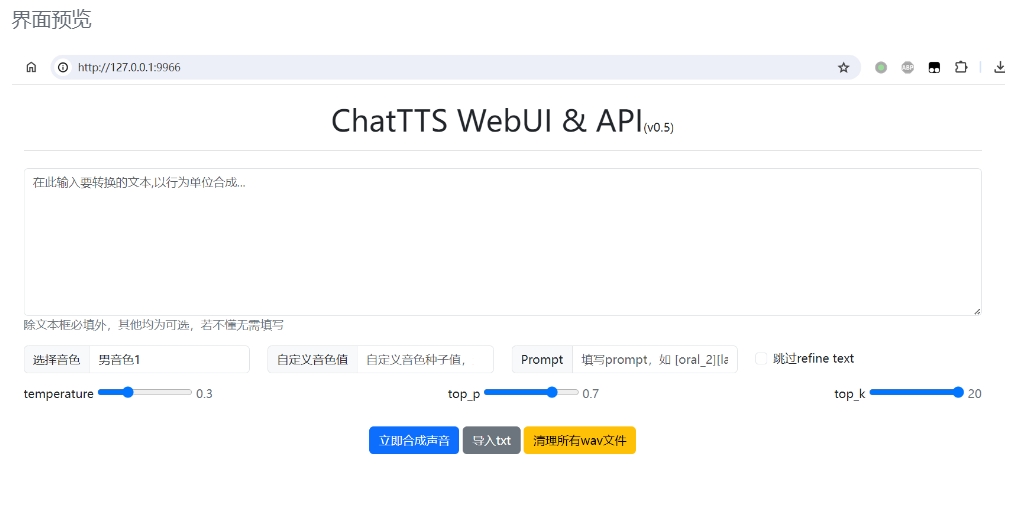 界面预览
http://127.0.0.1:9966
ABP
ChatTTS WebUI & API(v0.5)
在此输入要转换的文本,以行为单位合成...
除文本框必填外，其他均为可选，若不懂无需填写
选择音色 男音色1 自定义音色值 自定义音色种子值， Prompt 填写prompt，如 [oral_2][la 跳过refine text
temperature 0.3 top_p 0.7 top_k 20
立即合成声音 导入txt 清理所有wav文件